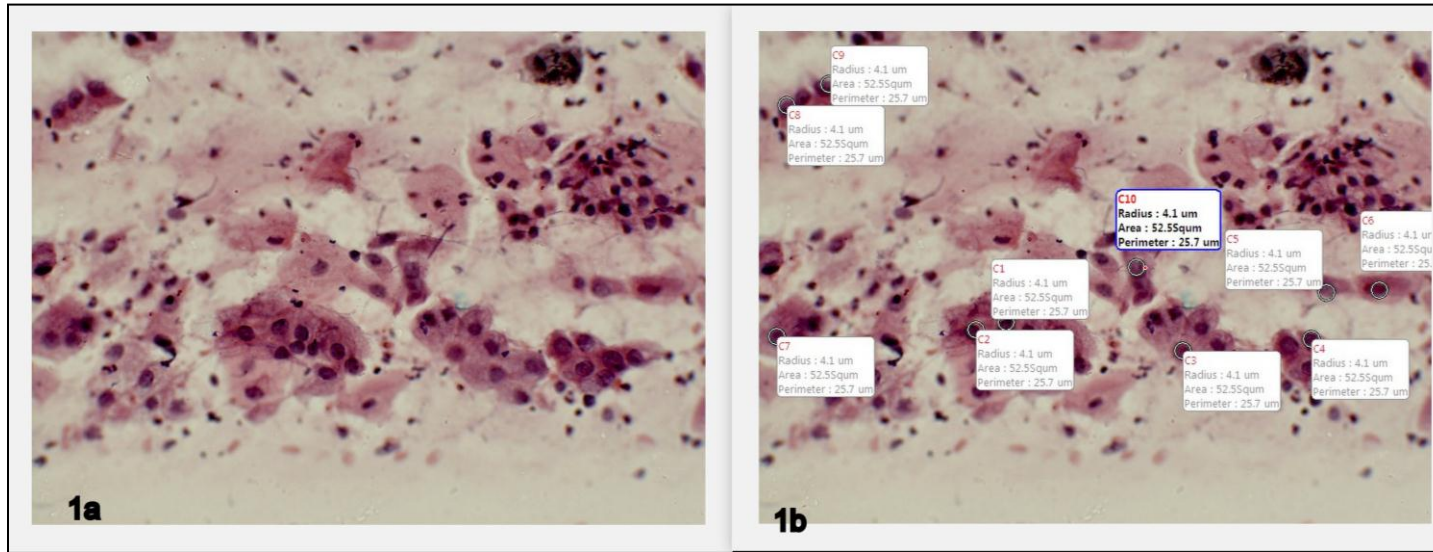 C9
Radius : 4.1 um
Area : 52.5Squm
Perimeter : 25.7 um
C8
Radius : 4.1 um
Area : 52.5Squm
Perimeter : 25.7 um
C10
Radius : 4.1 um
Area : 52.5Squm
Perimeter : 25.7 um
C6
Radius : 4.1 ur
Area : 52.5Squ
Perimeter : 25.
C5
Radius : 4.1 um
Area : 52.5Squm
Perimeter : 25.7 um
C1
Radius : 4.1 um
Area : 52.5Squm
Perimeter : 25.7 um
C2
Radius : 4.1 um
Area : 52.5Squm
Perimeter : 25.7 um
C7
Radius : 4.1 um
Area : 52.5Squm
Perimeter : 25.7 um
C3
Radius : 4.1 um
Area : 52.5Squm
Perimeter : 25.7 um
C4
Radius : 4.1 um
Area : 52.5Squm
Perimeter : 25.7 um
1a
1b